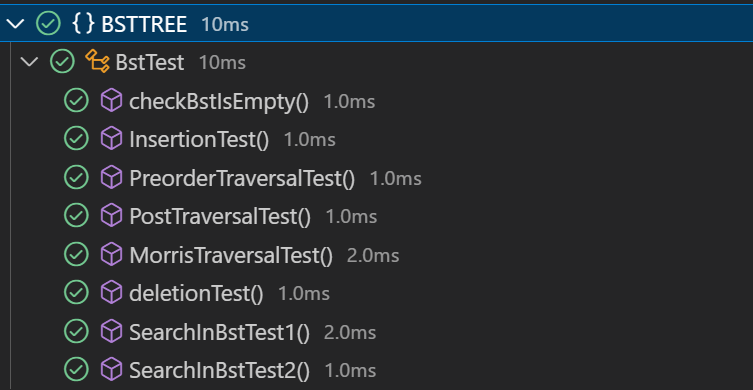 {} BSTTREE 10ms
BstTest 10ms
checkBstIsEmpty() 1.0ms
InsertionTest() 1.0ms
PreorderTraversalTest() 1.0ms
PostTraversalTest() 1.0ms
MorrisTraversalTest() 2.0ms
deletionTest() 1.0ms
SearchInBstTest1() 2.0ms
SearchInBstTest2() 1.0ms